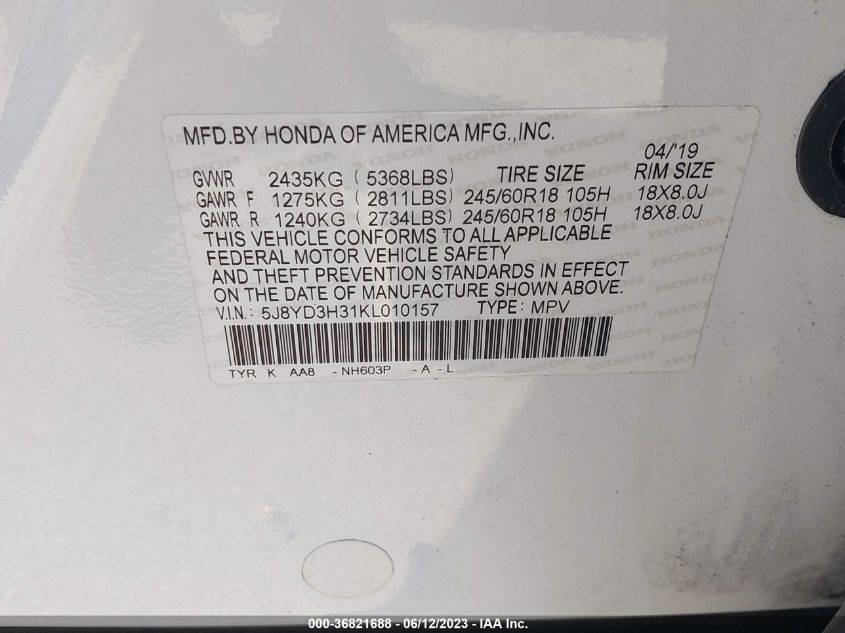 MFD.BY HONDA OF AMERICA MFG.,INC.
04/'19
GVWR 2435KG ( 5368LBS) TIRE SIZE RIM SIZE
GAWR F 1275KG ( 2811LBS) 245/60R18 105H 18X8.0J
GAWR R 1240KG ( 2734LBS) 245/60R18 105H 18X8.0J
THIS VEHICLE CONFORMS TO ALL APPLICABLE
FEDERAL MOTOR VEHICLE SAFETY
AND THEFT PREVENTION STANDARDS IN EFFECT
ON THE DATE OF MANUFACTURE SHOWN ABOVE.
V.I.N.: 5J8YD3H31KL010157 TYPE: MPV
TYR K AA8 -NH603P -A-L
000-36821688 - 06/12/2023 - IAA Inc.